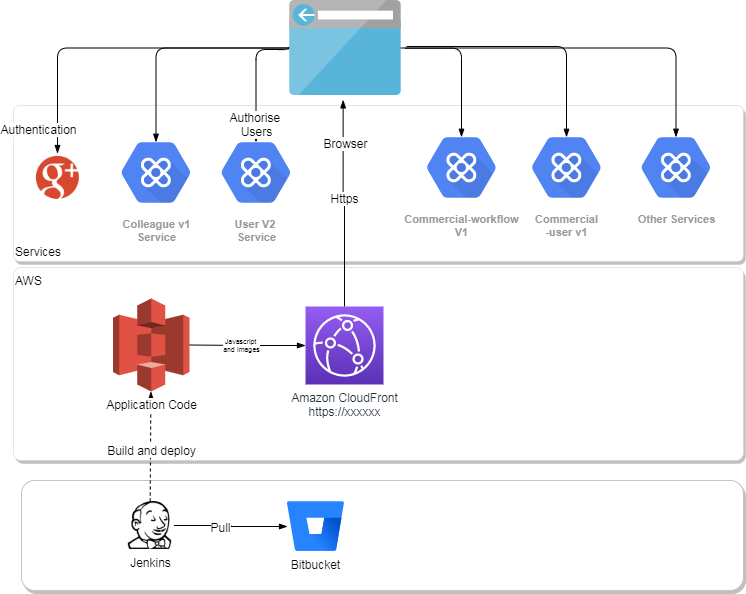 Authentication
Authorise
Users
Browser
g+
Https
Colleague v1
Service
User V2
Service
Commercial-workflow
V1
Commercial
-user v1
Other Services
Services
AWS
Javascript
and Images
Application Code
Amazon CloudFront
https://xxxxxx
Build and deploy
Pull
Jenkins
Bitbucket